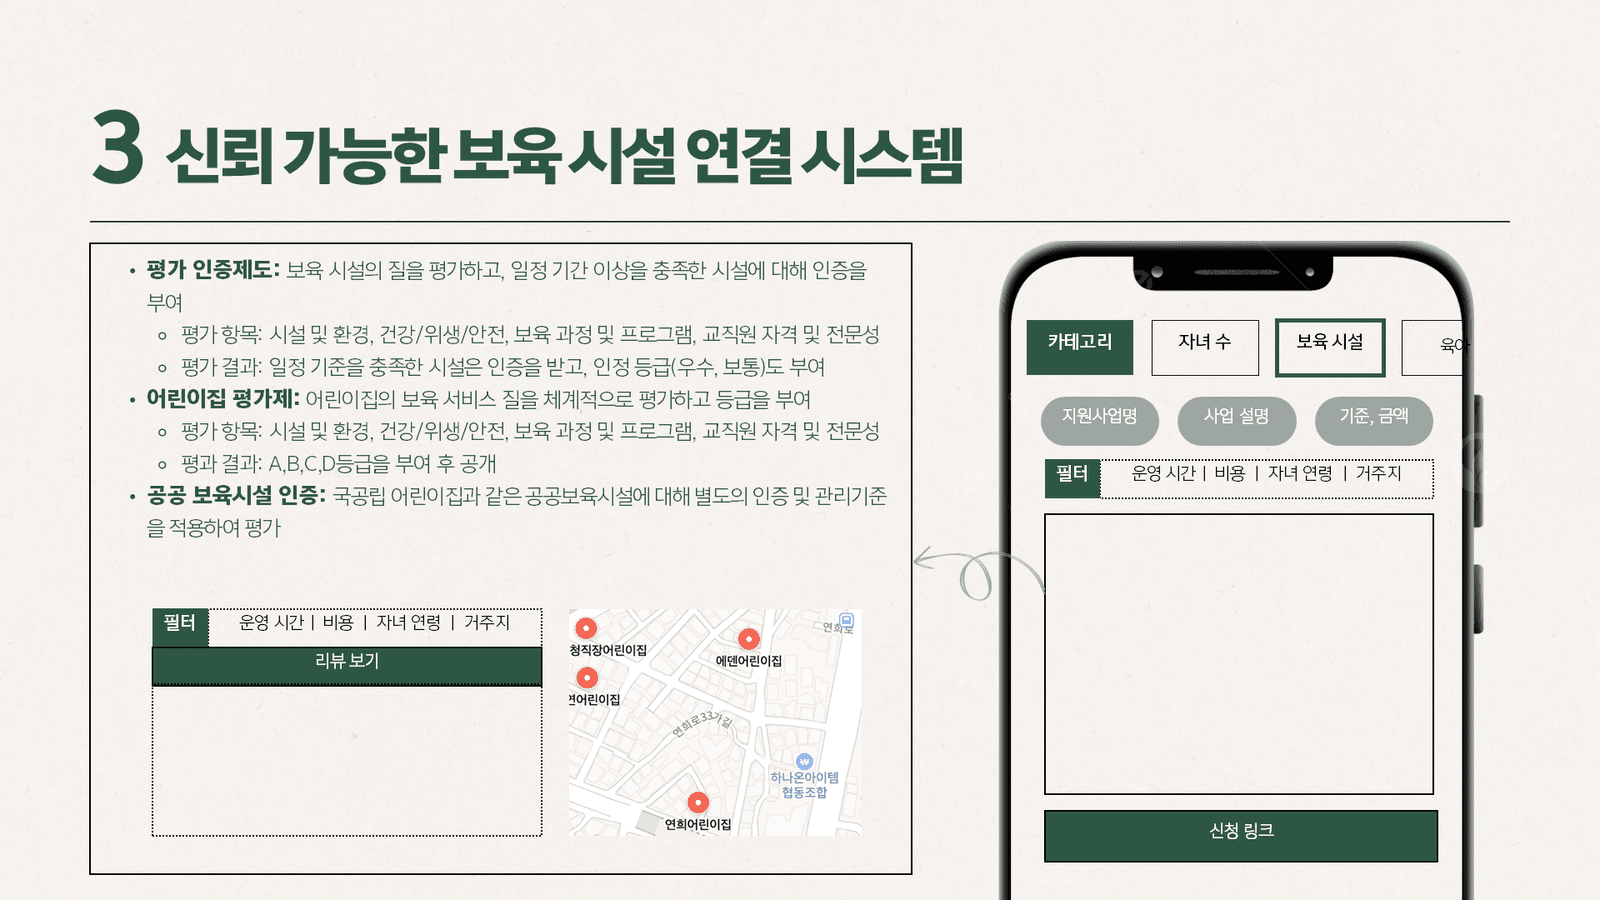 3 신뢰 가능한 보육 시설 연결 시스템
• 평가 인증제도: 보육 시설의 질을 평가하고, 일정 기간 이상을 충족한 시설에 대해 인증을
부여
평가 항목: 시설 및 환경, 건강/위생/안전, 보육 과정 및 프로그램, 교직원 자격 및 전문성
평가 결과: 일정 기준을 충족한 시설은 인증을 받고, 인정 등급(우수, 보통)도 부여
• 어린이집 평가제: 어린이집의 보육 서비스 질을 체계적으로 평가하고 등급을 부여
평가 항목: 시설 및 환경, 건강/위생/안전, 보육 과정 및 프로그램, 교직원 자격 및 전문성
평과 결과: A,B,C,D등급을 부여 후 공개
• 공공 보육시설 인증: 국공립 어린이집과 같은 공공보육시설에 대해 별도의 인증 및 관리기준
을 적용하여 평가
필터 운영 시간 | 비용 | 자녀 연령 | 거주지
리뷰 보기
연희로
청직장어린이집
에덴어린이집
연어린이집
연희로33가길
하나온아이템
협동조합
연희어린이집
카테고리 자녀 수 보육 시설 육아
지원사업명 사업 설명 기준, 금액
필터 운영 시간 | 비용 | 자녀 연령 | 거주지
신청 링크